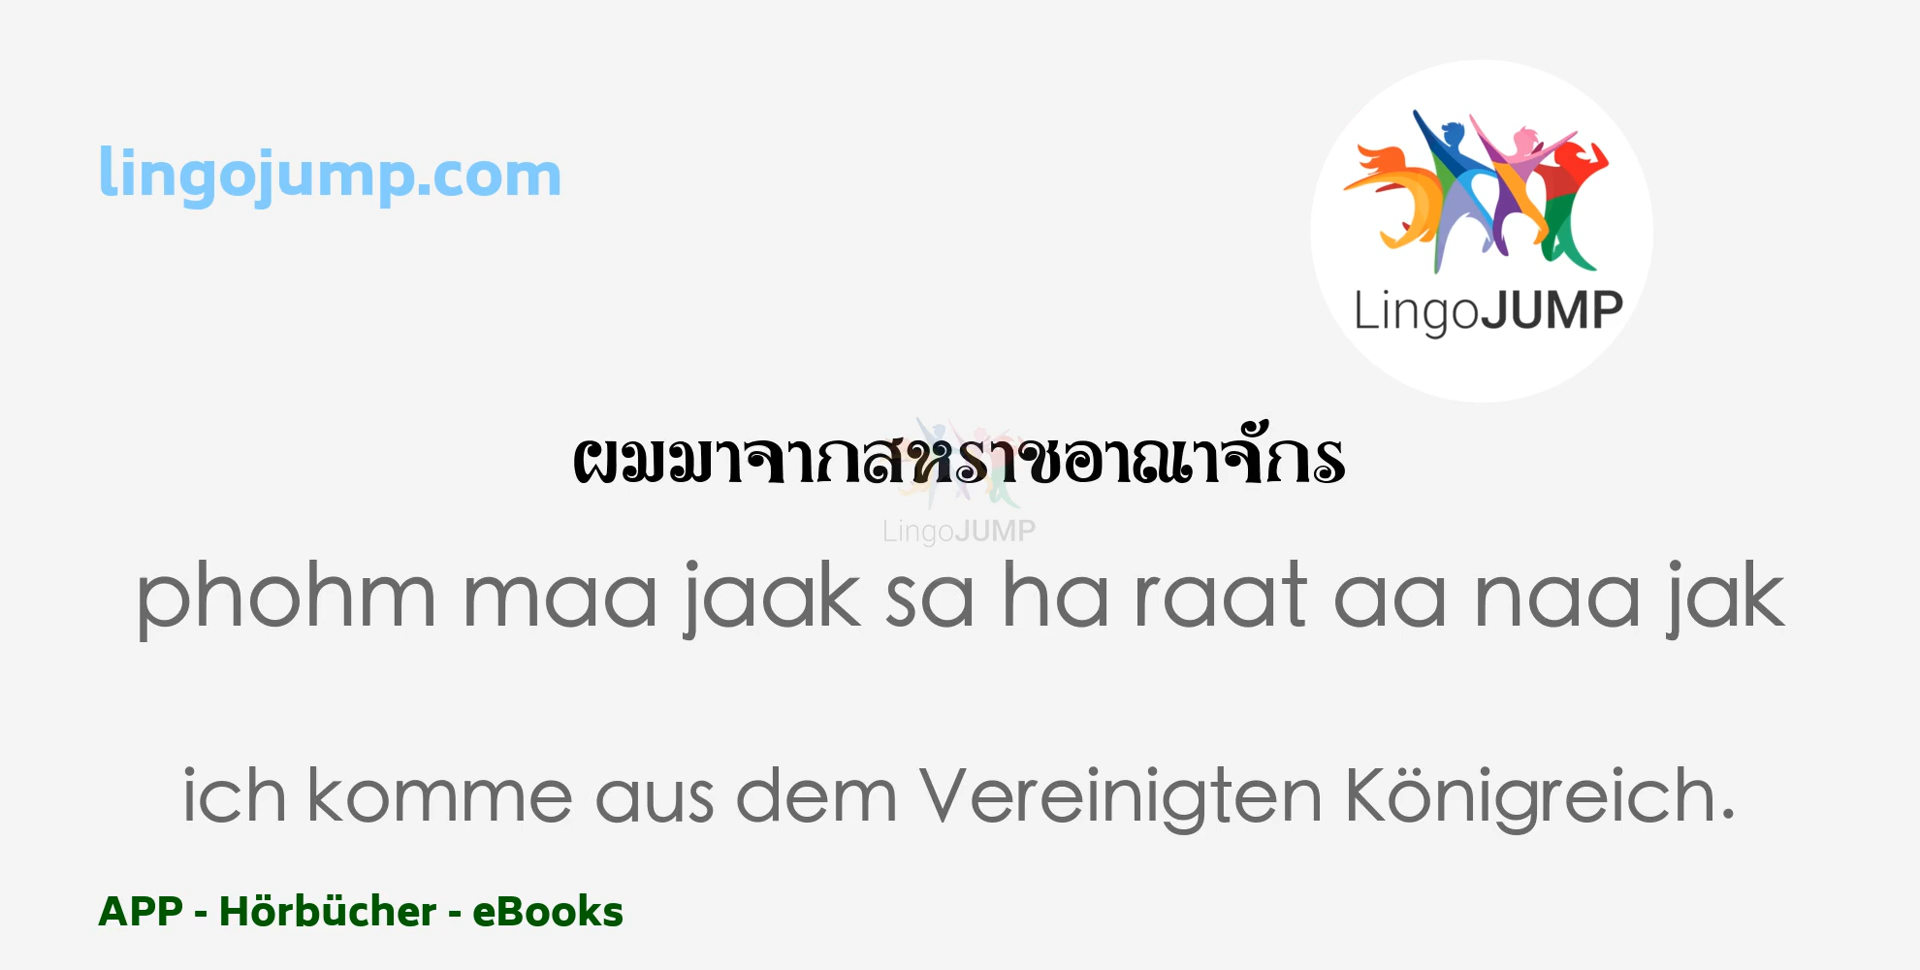 lingojump.com
LingoJUMP
ผมมาจากสหราชอาณาจักร
LingoJUMP
phohm maa jaak sa ha raat aa naa jak
ich komme aus dem Vereinigten Königreich.
APP - Hörbücher - eBooks